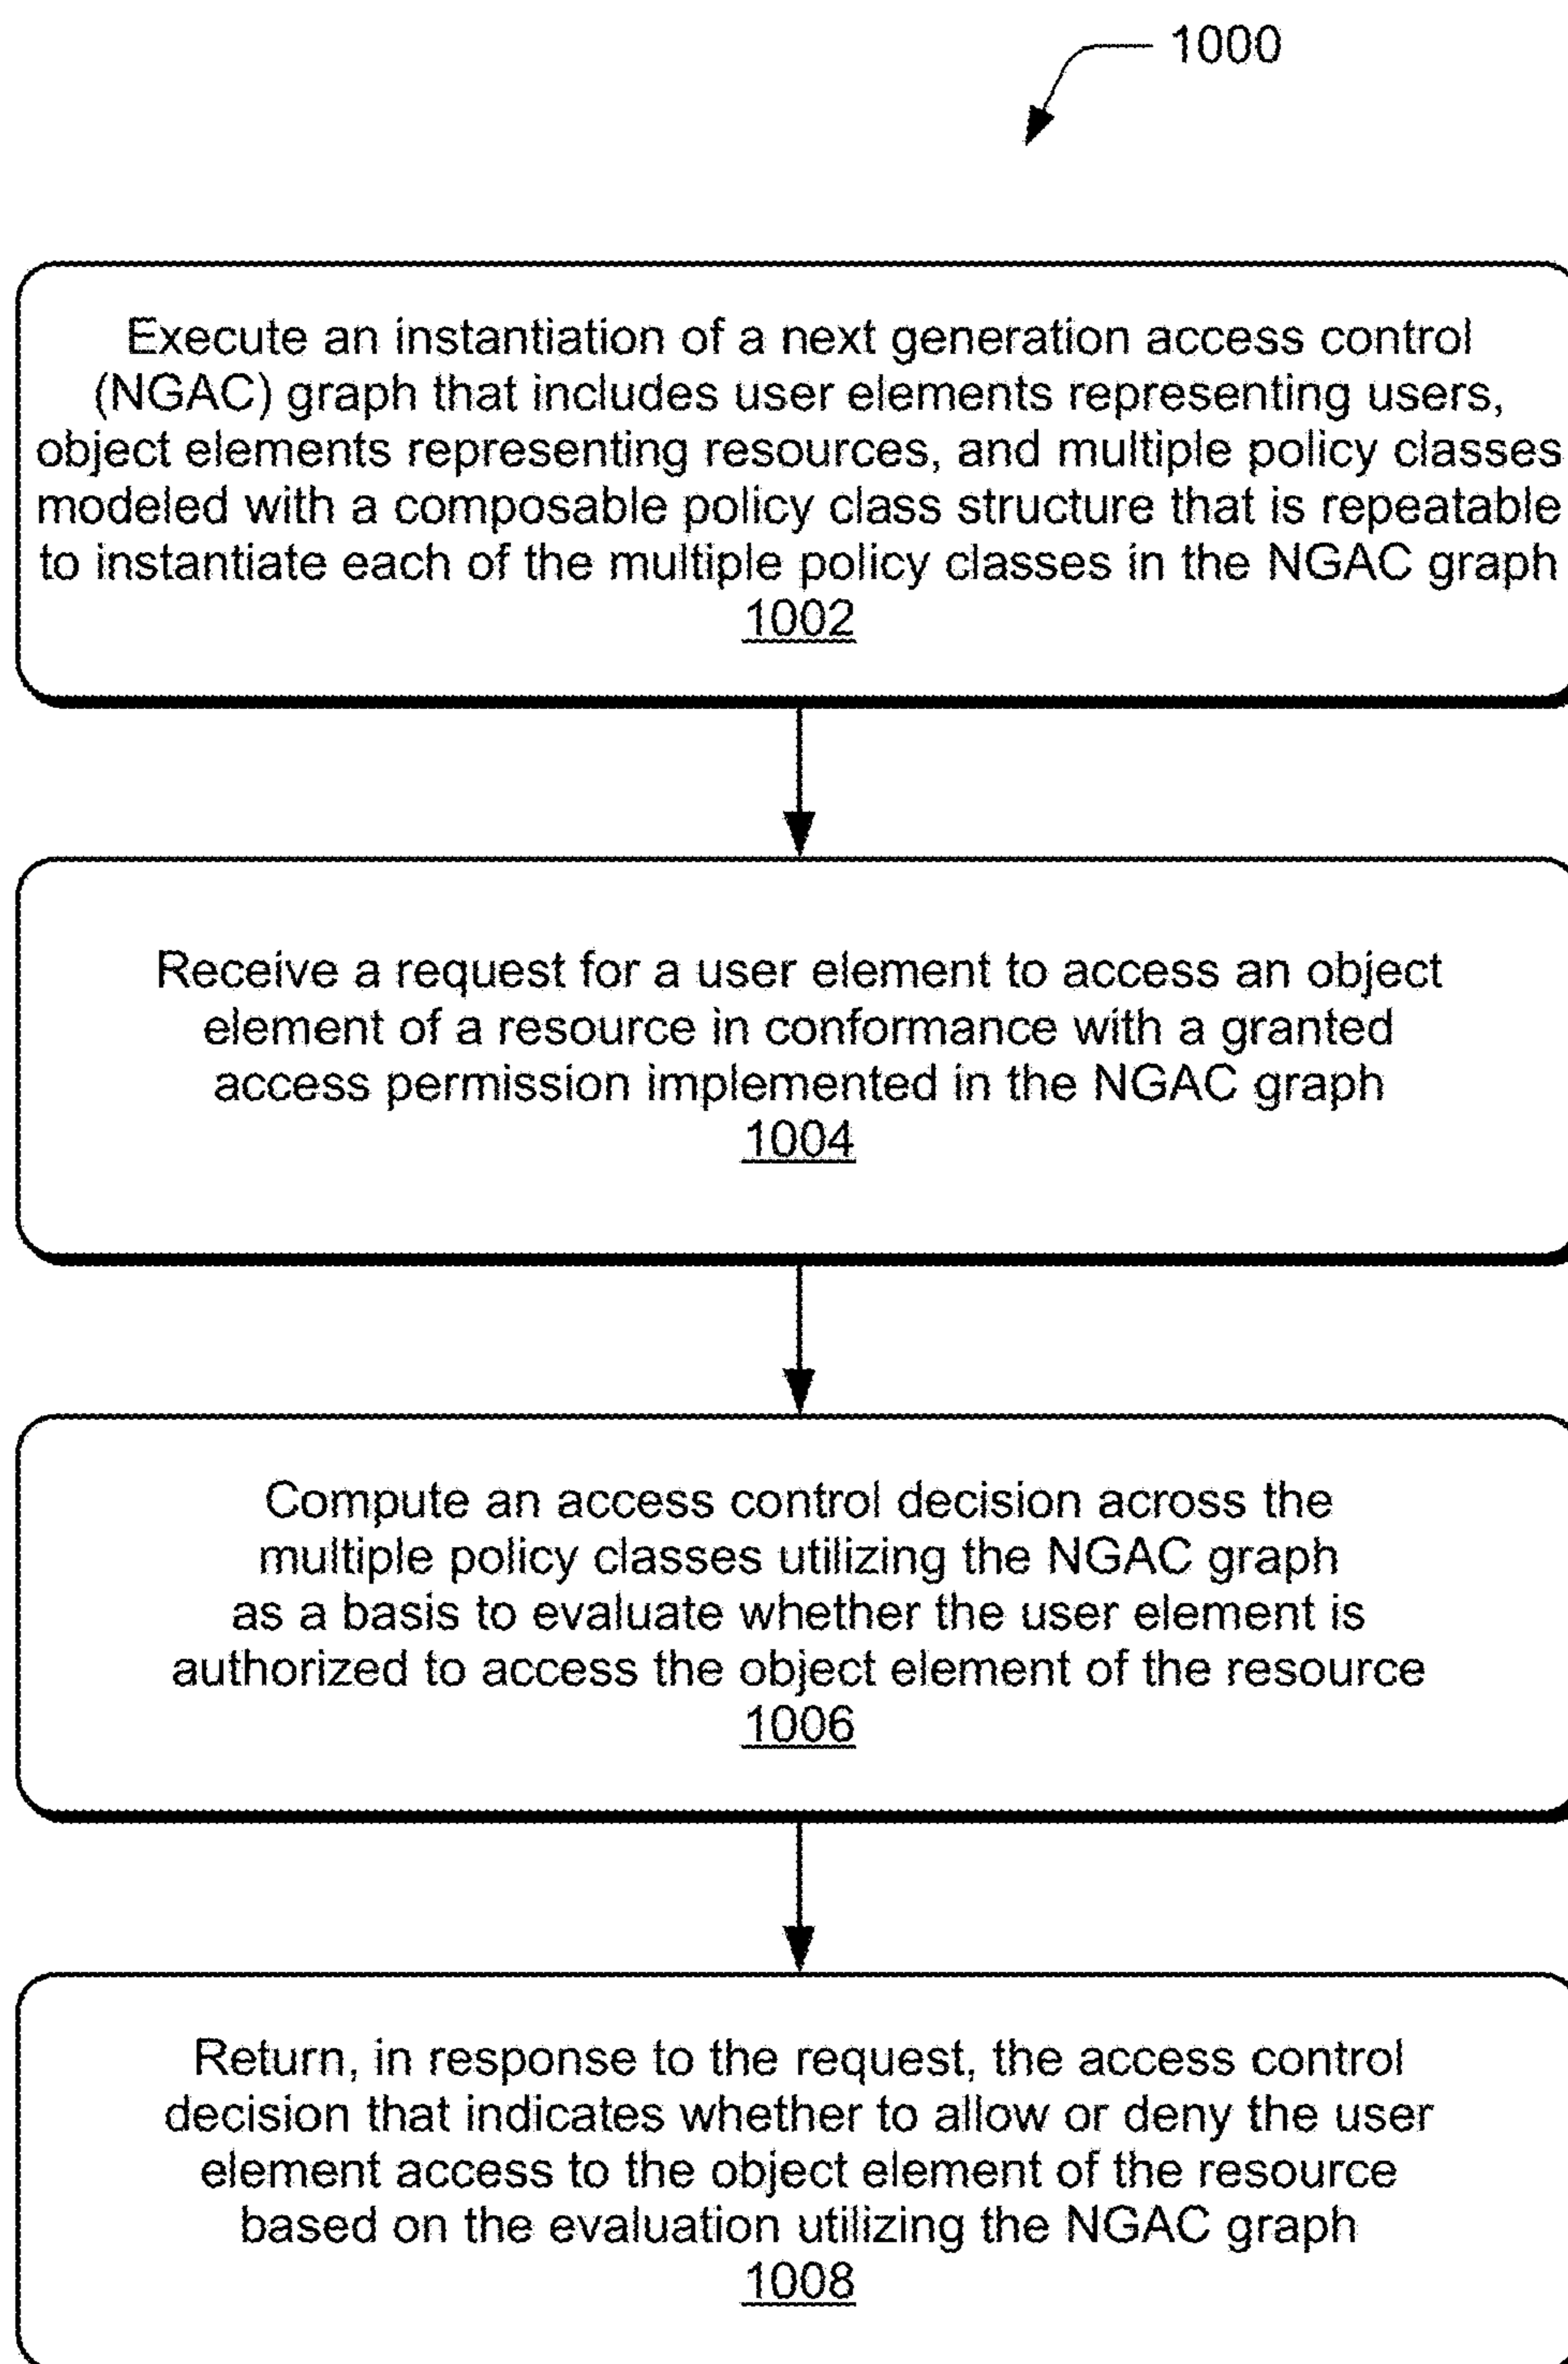 1000
Execute an instantiation of a next generation access control
(NGAC) graph that includes user elements representing users,
object elements representing resources, and multiple policy classes
modeled with a composable policy class structure that is repeatable
to instantiate each of the multiple policy classes in the NGAC graph
1002
Receive a request for a user element to access an object
element of a resource in conformance with a granted
access permission implemented in the NGAC graph
1004
Compute an access control decision across the
multiple policy classes utilizing the NGAC graph
as a basis to evaluate whether the user element is
authorized to access the object element of the resource
1006
Return, in response to the request, the access control
decision that indicates whether to allow or deny the user
element access to the object element of the resource
based on the evaluation utilizing the NGAC graph
1008